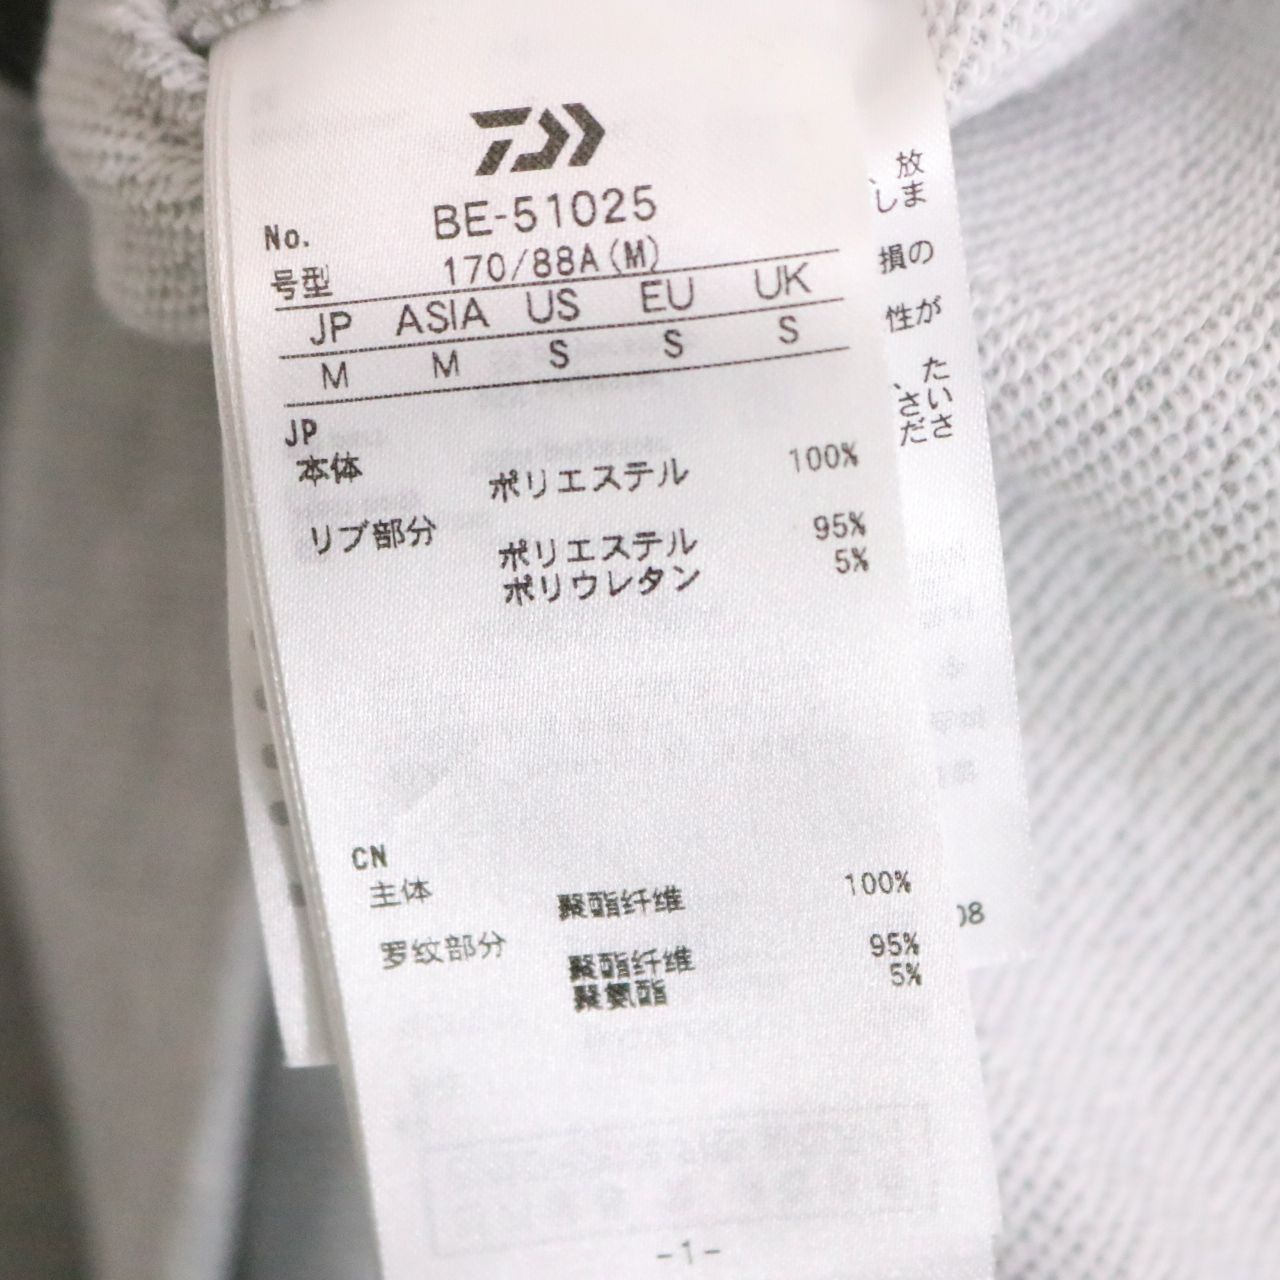 No. BE-51025
号型 170/88A(M)
JP ASIA US EU UK
M M S S S
JP
本体 ポリエステル 100%
リブ部分 ポリエステル 95%
ポリウレタン 5%
CN
主体 聚酯纤维 100%
罗纹部分 聚酯纤维 95%
聚氨酯 5%
-1-
、放
しま
損の
性が
、た
さい
ださ
08